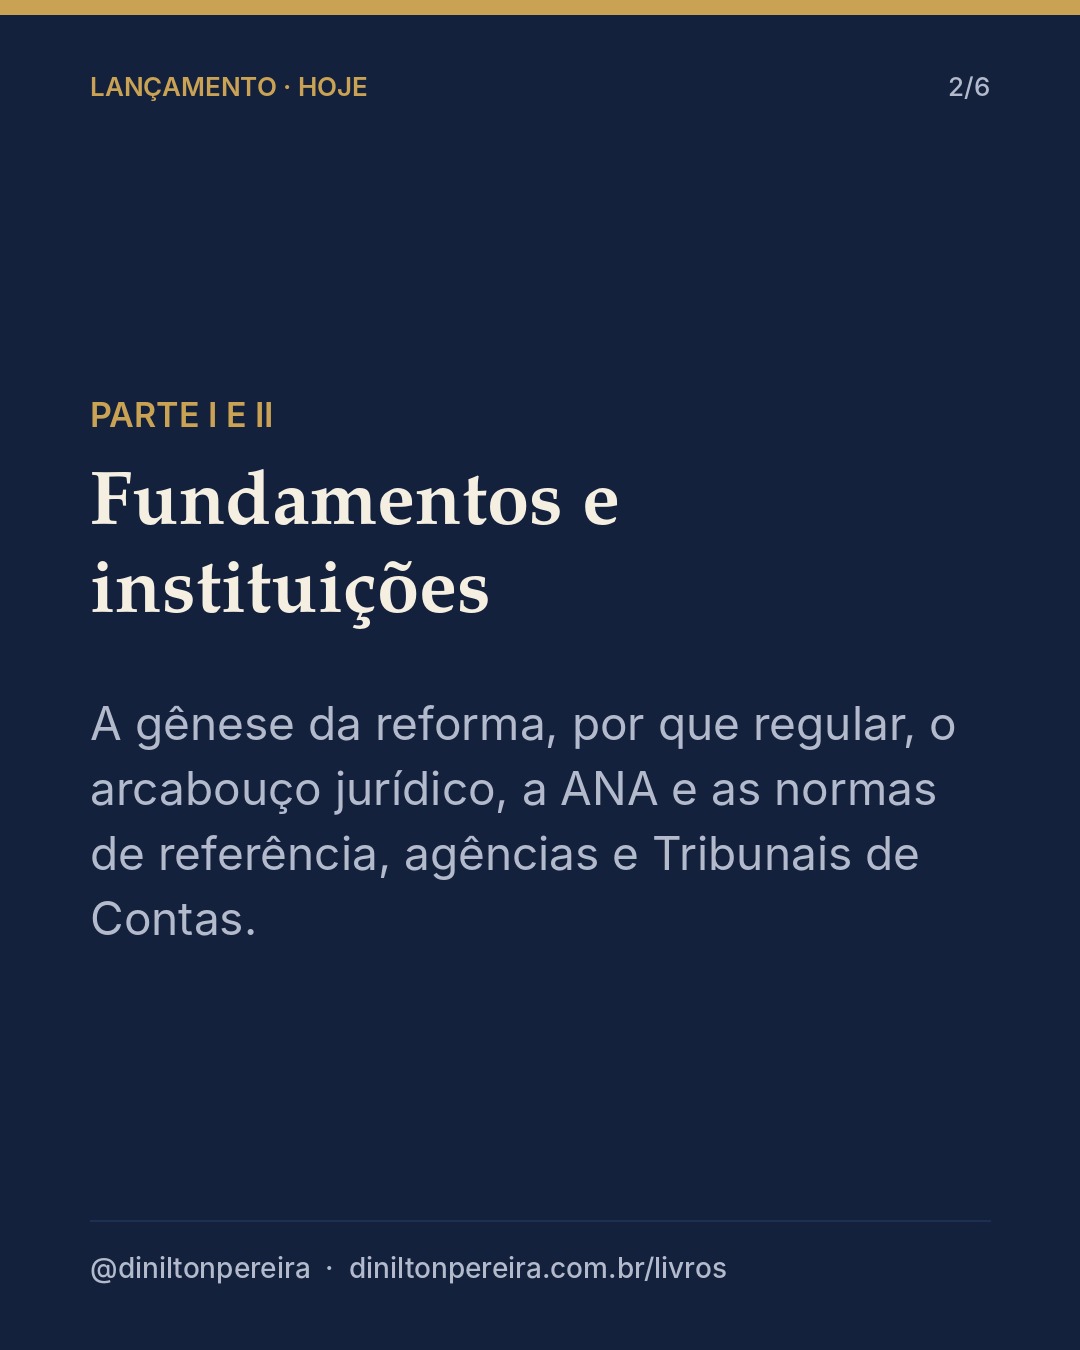 LANÇAMENTO · HOJE
2/6
PARTE I E II
Fundamentos e
instituições
A gênese da reforma, por que regular, o
arcabouço jurídico, a ANA e as normas
de referência, agências e Tribunais de
Contas.
@diniltonpereira · diniltonpereira.com.br/livros